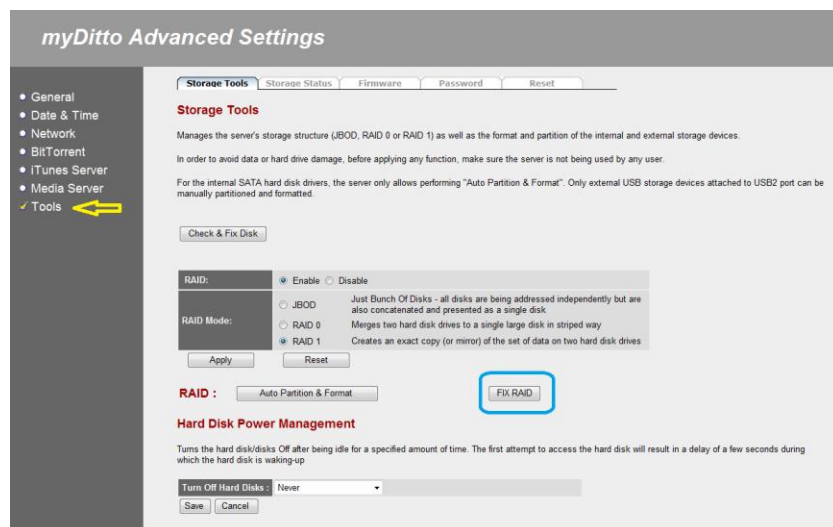 myDitto Advanced Settings
Storage Tools Storage Status Firmware Password Reset
General
Date & Time
Network
BitTorrent
iTunes Server
Media Server
Tools
Storage Tools
Manages the server's storage structure (JBOD, RAID 0 or RAID 1) as well as the format and partition of the internal and external storage devices.
In order to avoid data or hard drive damage, before applying any function, make sure the server is not being used by any user.
For the internal SATA hard disk drivers, the server only allows performing "Auto Partition & Format". Only external USB storage devices attached to USB2 port can be
manually partitioned and formatted.
Check & Fix Disk
RAID: Enable Disable
RAID Mode:
JBOD Just Bunch Of Disks - all disks are being addressed independently but are
also concatenated and presented as a single disk
RAID 0 Merges two hard disk drives to a single large disk in striped way
RAID 1 Creates an exact copy (or mirror) of the set of data on two hard disk drives
Apply Reset
RAID : Auto Partition & Format FIX RAID
Hard Disk Power Management
Turns the hard disk/disks Off after being idle for a specified amount of time. The first attempt to access the hard disk will result in a delay of a few seconds during
which the hard disk is waking-up
Turn Off Hard Disks : Never
Save Cancel